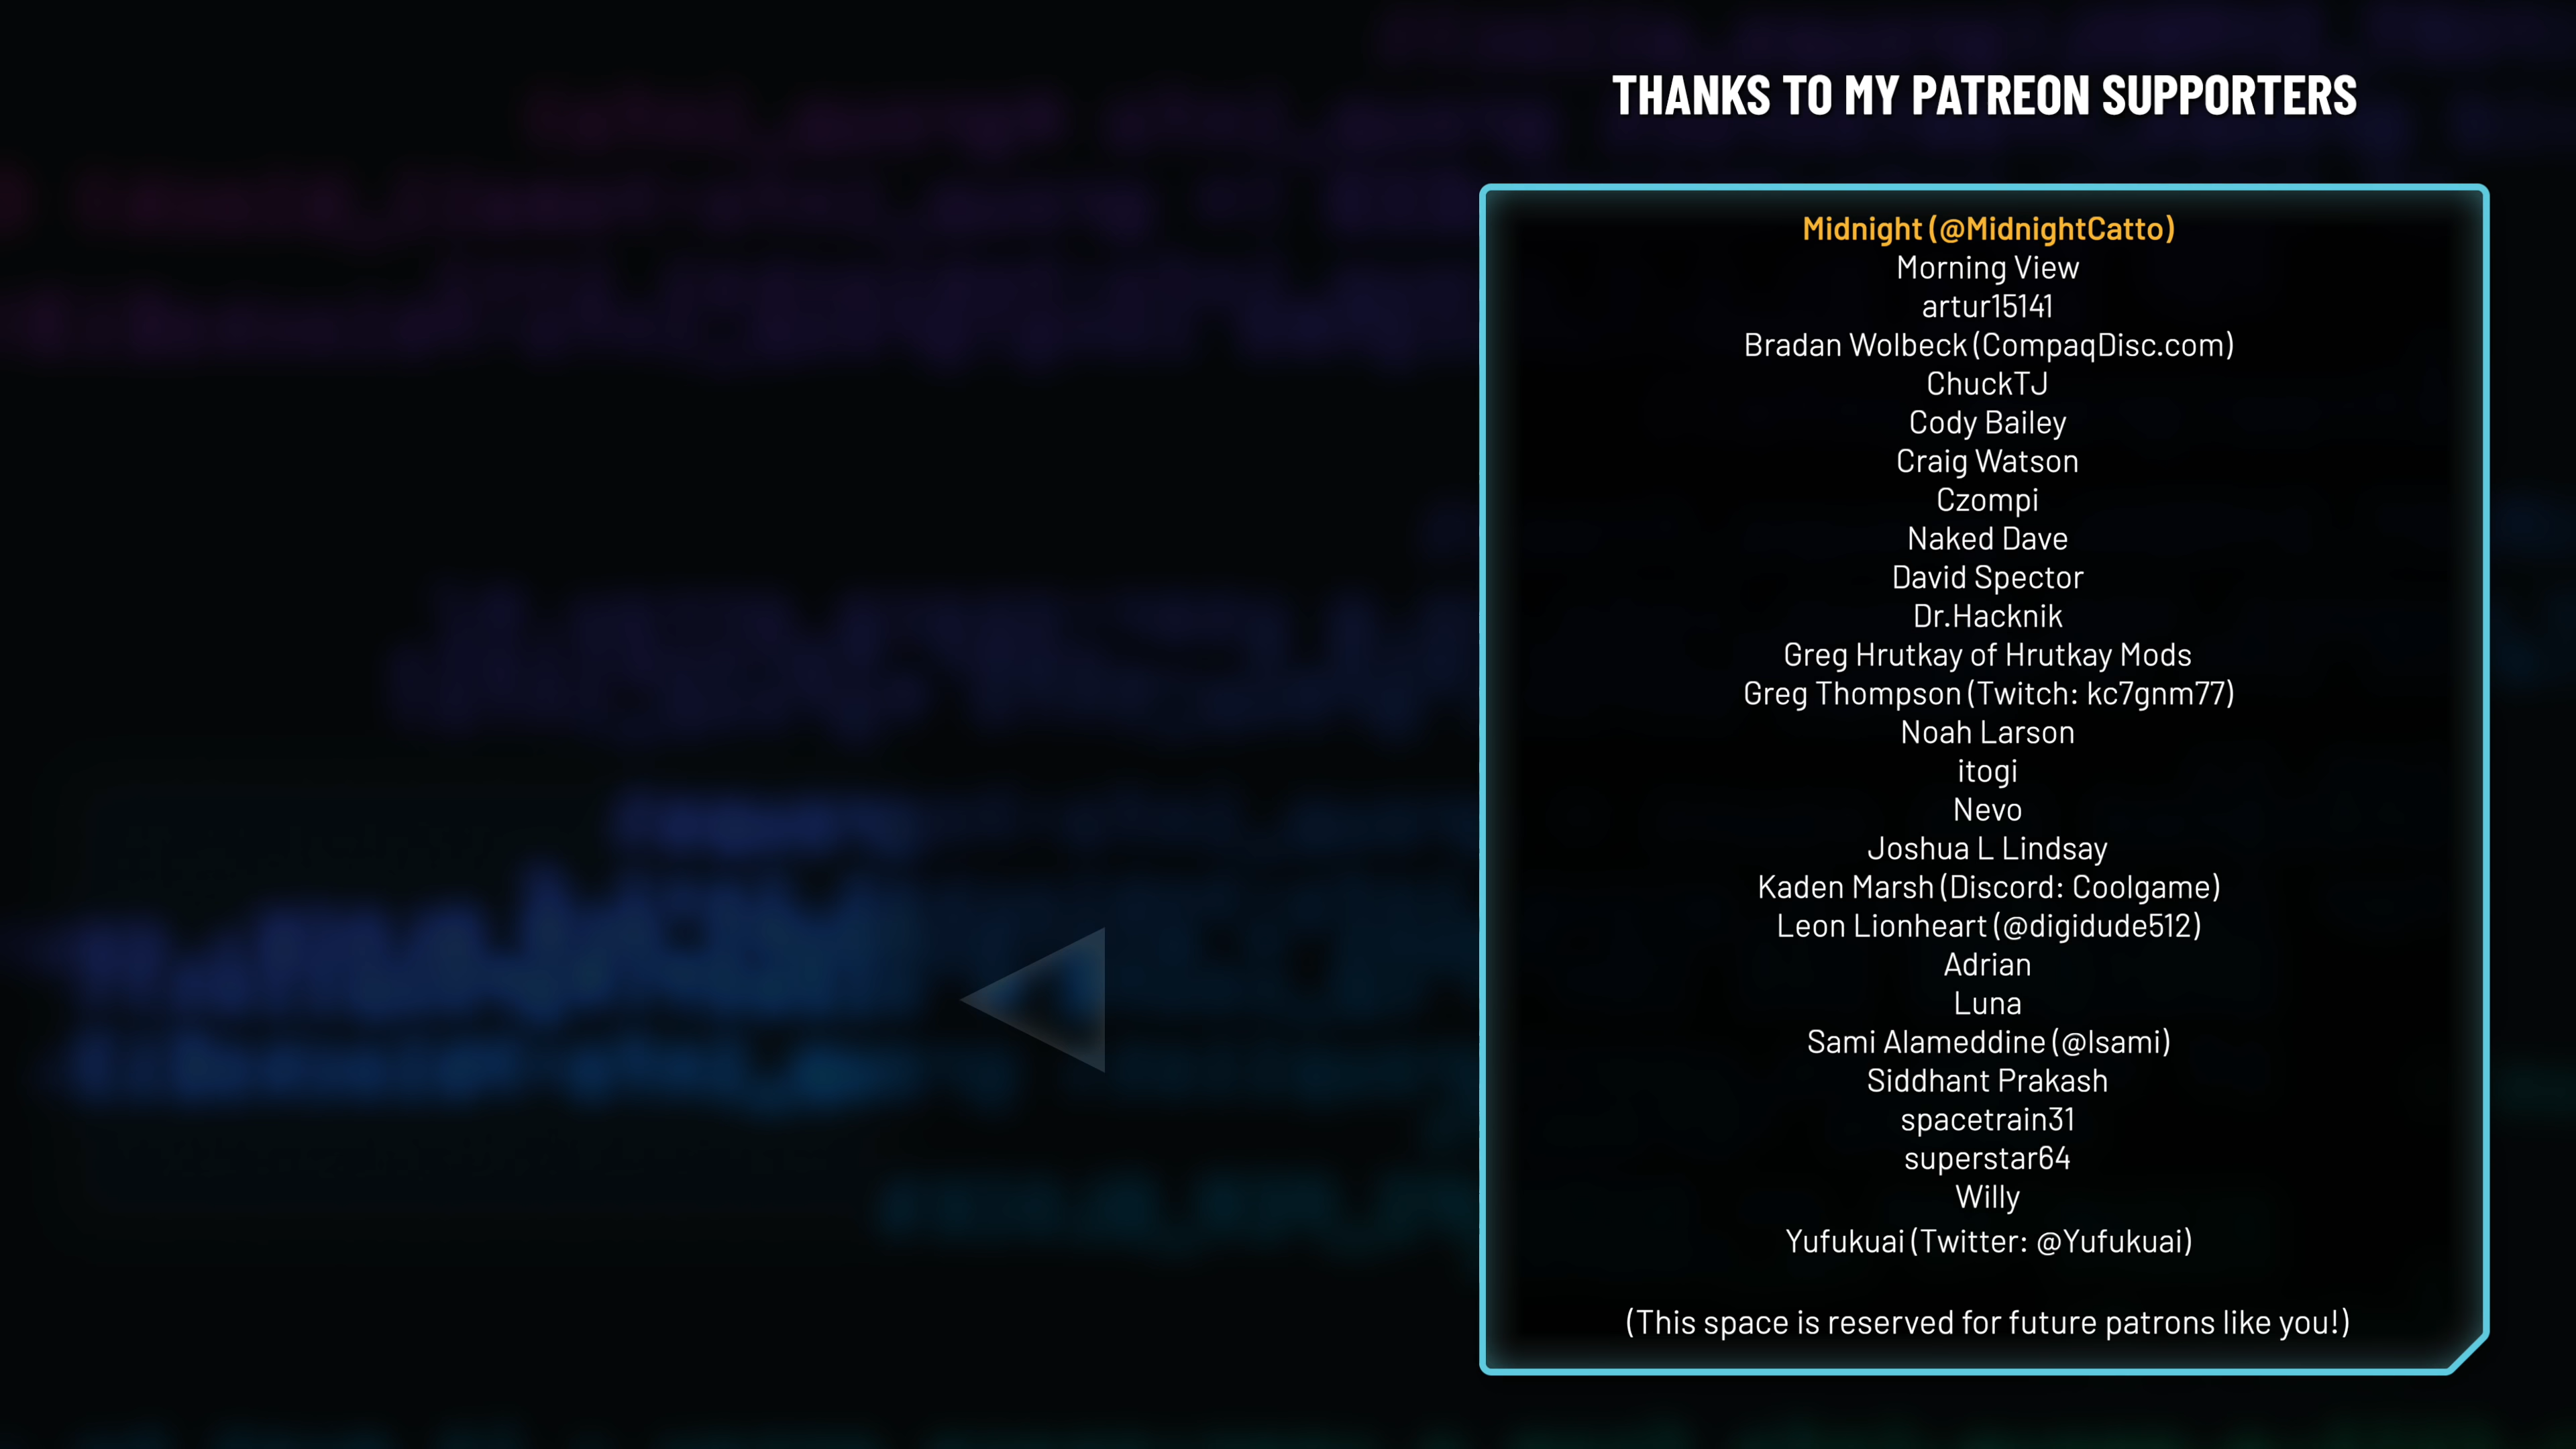 THANKS TO MY PATREON SUPPORTERS
Midnight (@MidnightCatto)
Morning View
artur15141
Bradan Wolbeck (CompaqDisc.com)
ChuckTJ
Cody Bailey
Craig Watson
Czompi
Naked Dave
David Spector
Dr.Hacknik
Greg Hrutkay of Hrutkay Mods
Greg Thompson (Twitch: kc7gnm77)
Noah Larson
itogi
Nevo
Joshua L Lindsay
Kaden Marsh (Discord: Coolgame)
Leon Lionheart (@digidude512)
Adrian
Luna
Sami Alameddine (@lsami)
Siddhant Prakash
spacetrain31
superstar64
Willy
Yufukuai (Twitter: @Yufukuai)
(This space is reserved for future patrons like you!)